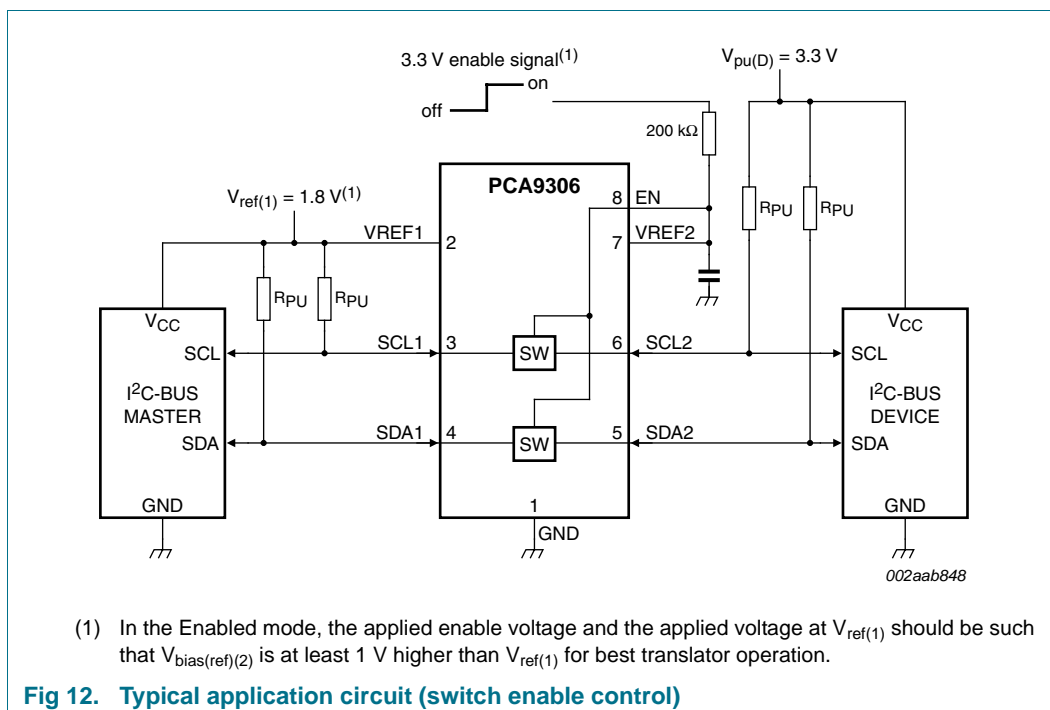 3.3 V enable signal(1)
on
off
Vpu(D) = 3.3 V
200 kΩ
PCA9306
Vref(1) = 1.8 V(1)
8 EN
RPU RPU
VREF1 2
7 VREF2
RPU RPU
VCC
VCC
SCL
SCL1 3
SW
6 SCL2
SCL
I2C-BUS
MASTER
I2C-BUS
DEVICE
SDA
SDA1 4
SW
5 SDA2
SDA
GND
1
GND
GND
002aab848
(1) In the Enabled mode, the applied enable voltage and the applied voltage at Vref(1) should be such
that Vbias(ref)(2) is at least 1 V higher than Vref(1) for best translator operation.
Fig 12. Typical application circuit (switch enable control)